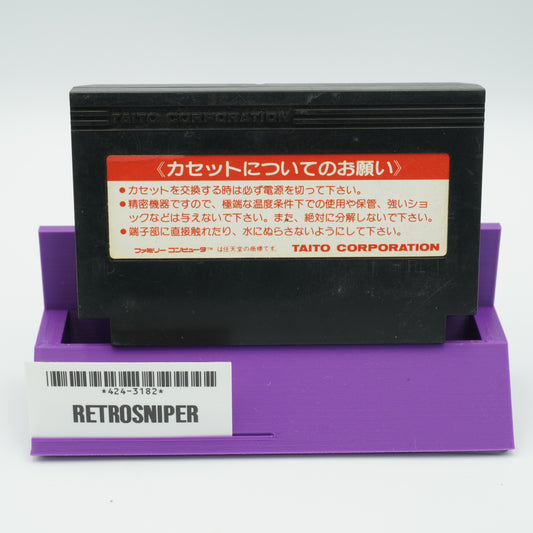 TAITO CORPORATION
《カセットについてのお願い》
●カセットを交換する時は必ず電源を切って下さい。
●精密機器ですので、極端な温度条件下での使用や保管、強いショ
ックなどは与えないで下さい。また、絶対に分解しないで下さい。
●端子部に直接触れたり、水にぬらさないようにして下さい。
ファミリー コンピュータ™ は任天堂の商標です。 TAITO CORPORATION
*424-3182*
RETROSNIPER